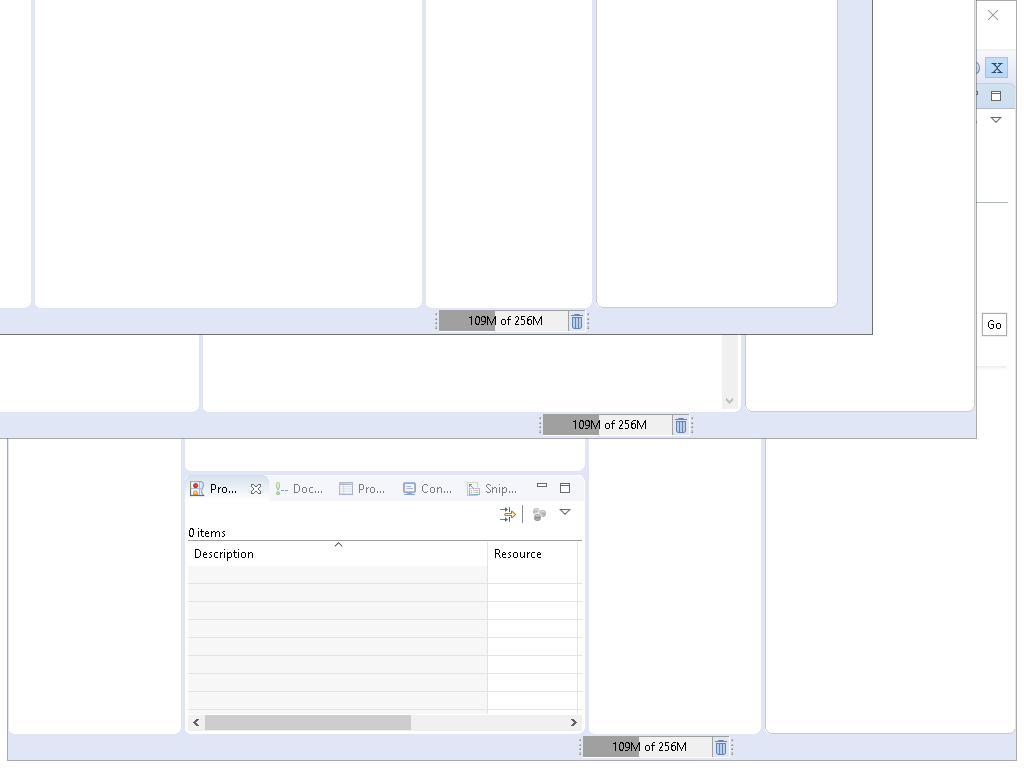 X
Go
109M of 256M
109M of 256M
Pro... Doc... Pro... Con... Snip...
0 items
Description Resource
109M of 256M